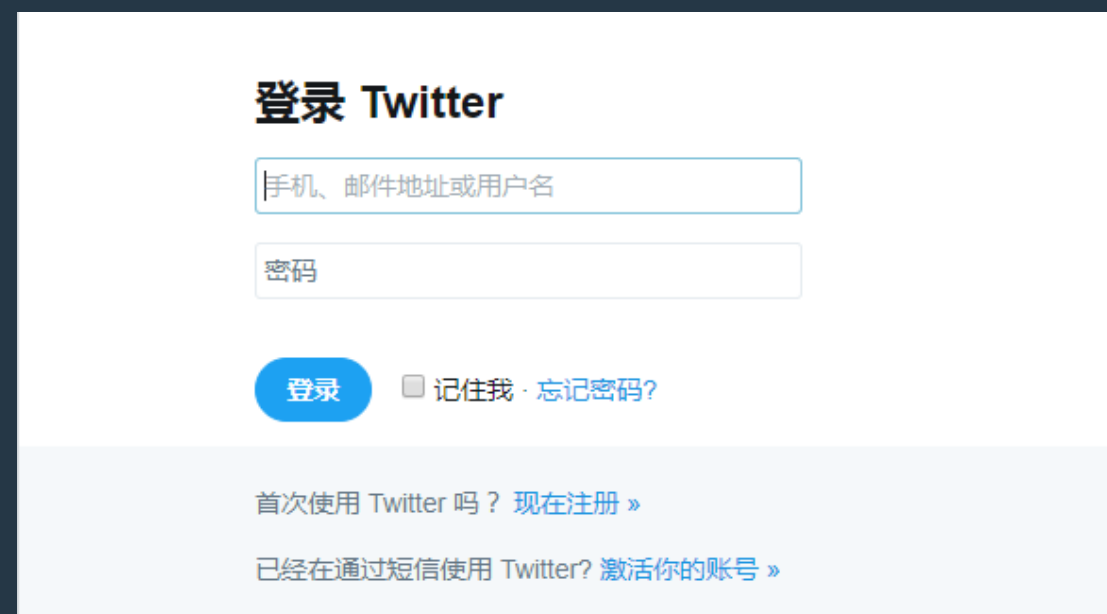 登录 Twitter
手机、邮件地址或用户名
密码
登录 记住我 · 忘记密码?
首次使用 Twitter 吗？ 现在注册 »
已经在通过短信使用 Twitter? 激活你的账号 »